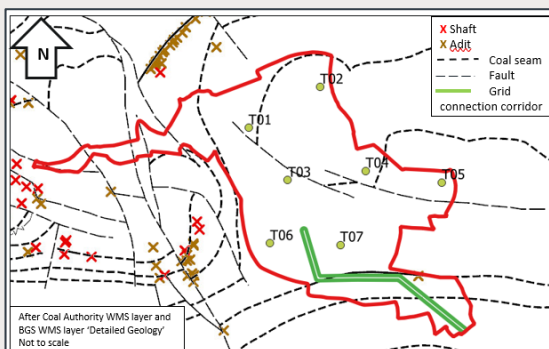 N
Shaft
Adit
Coal seam
Fault
Grid
connection corridor
T02
T01
T04
T03
T05
T06
T07
After Coal Authority WMS layer and
BGS WMS layer ‘Detailed Geology’
Not to scale